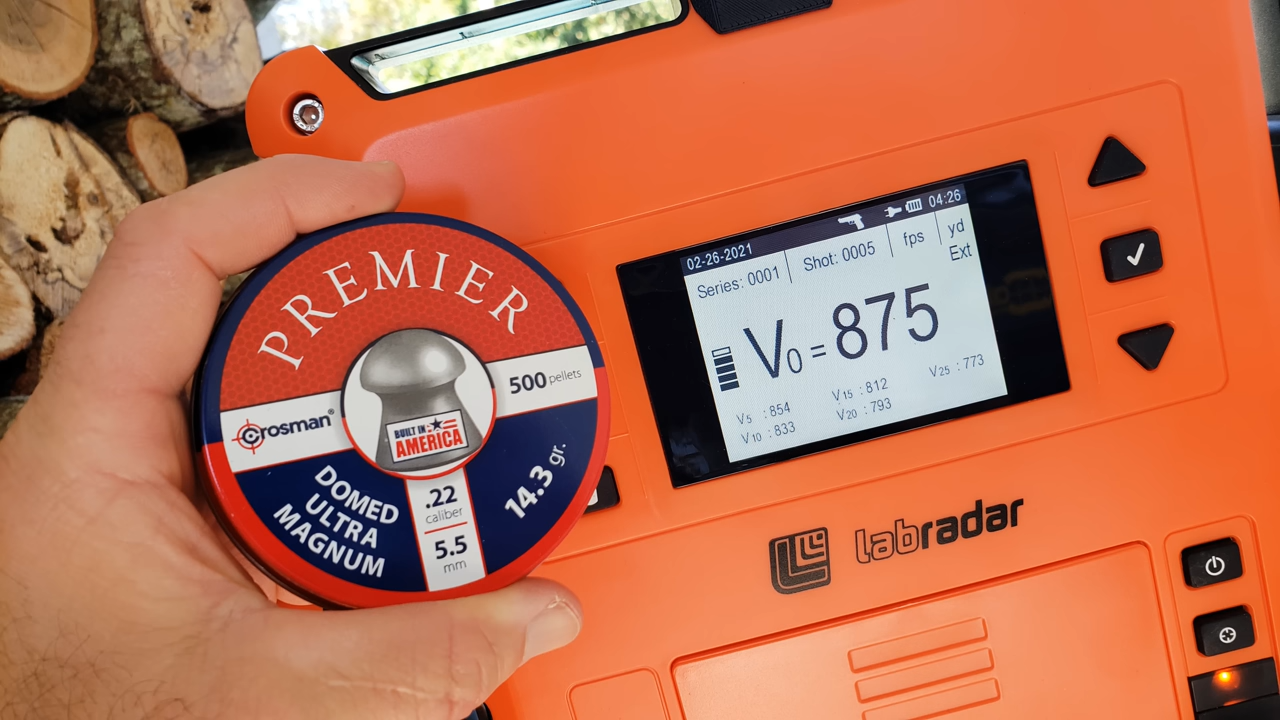 PREMIER
500 pellets
crosman®
BUILT IN
AMERICA
DOMED
ULTRA
MAGNUM
.22
caliber
5.5
mm
14.3 gr.
02-26-2021 04:26
Series: 0001 Shot: 0005 fps yd
Ext
V0 = 875
V5 : 854 V15 : 812 V25 : 773
V10 : 833 V20 : 793
labradar